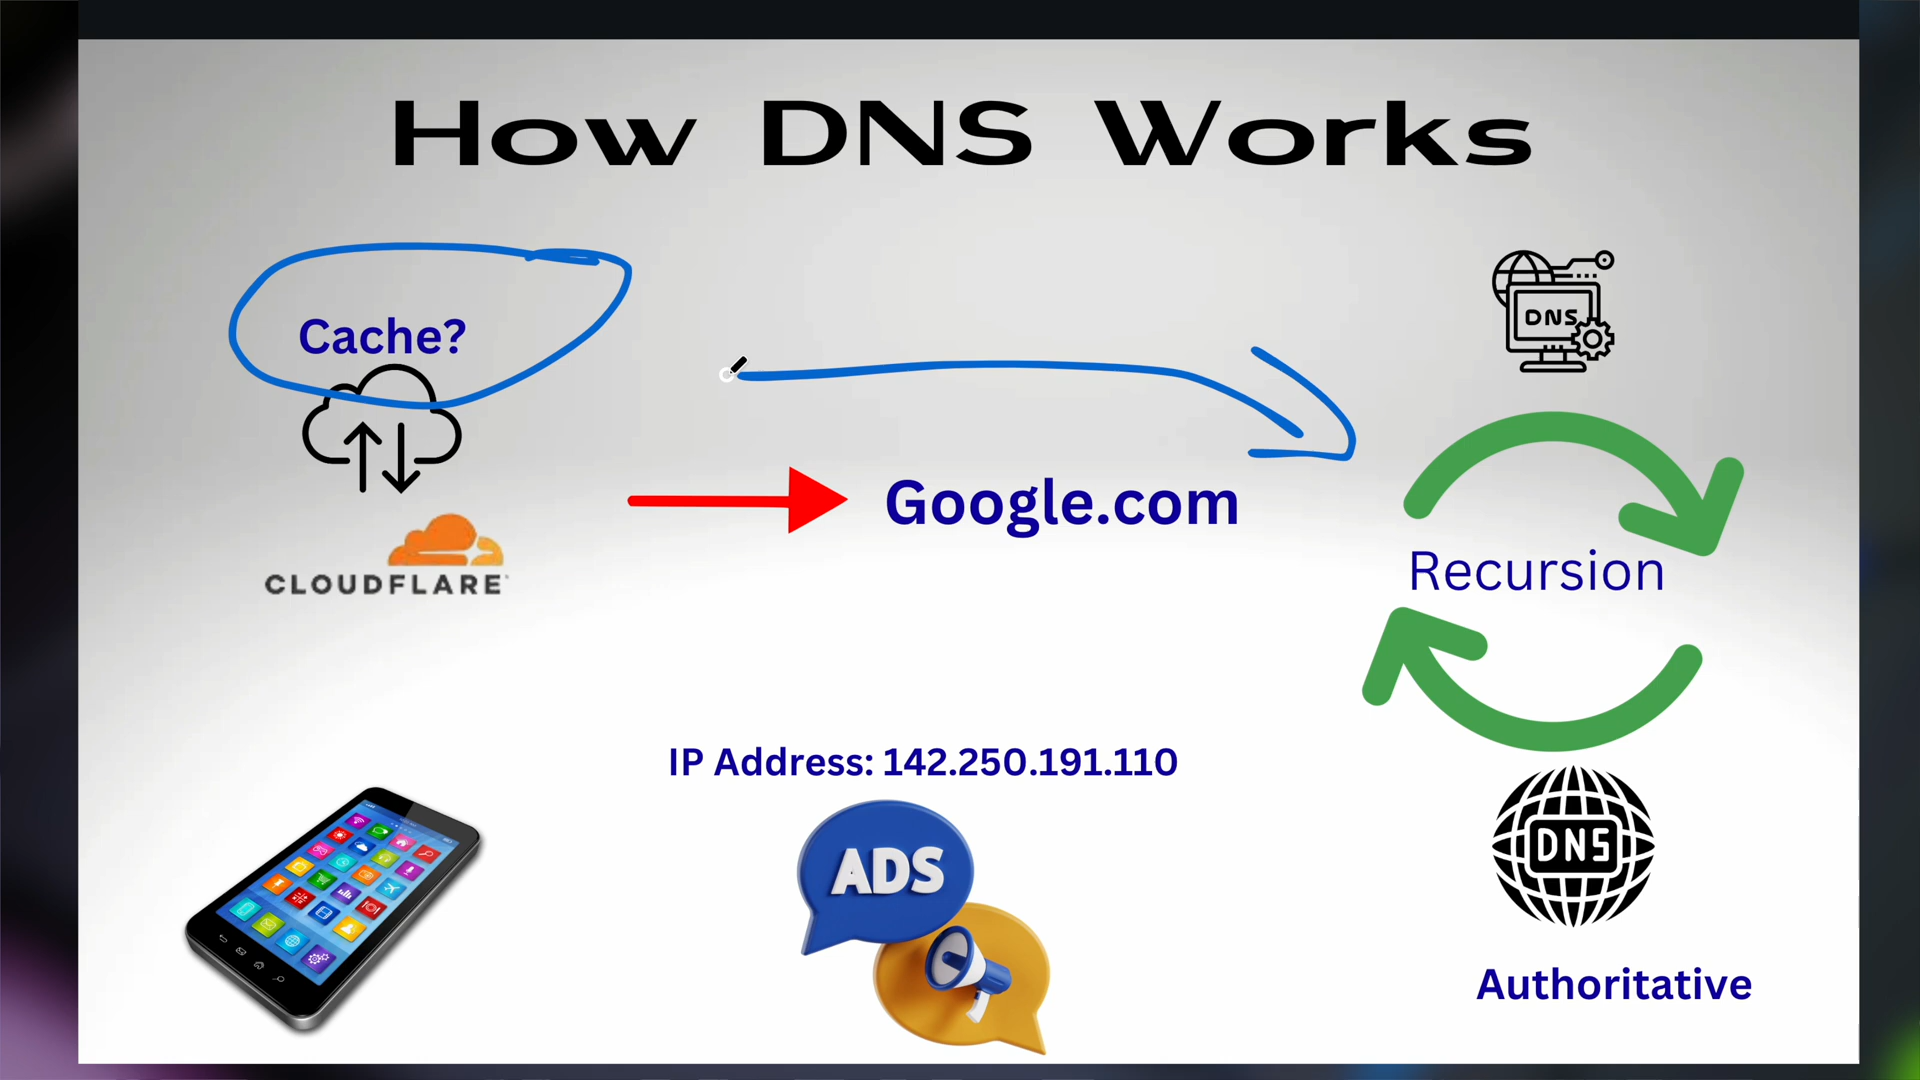 How DNS Works
Cache?
DNS
Google.com
CLOUDFLARE
Recursion
IP Address: 142.250.191.110
ADS
DNS
Authoritative